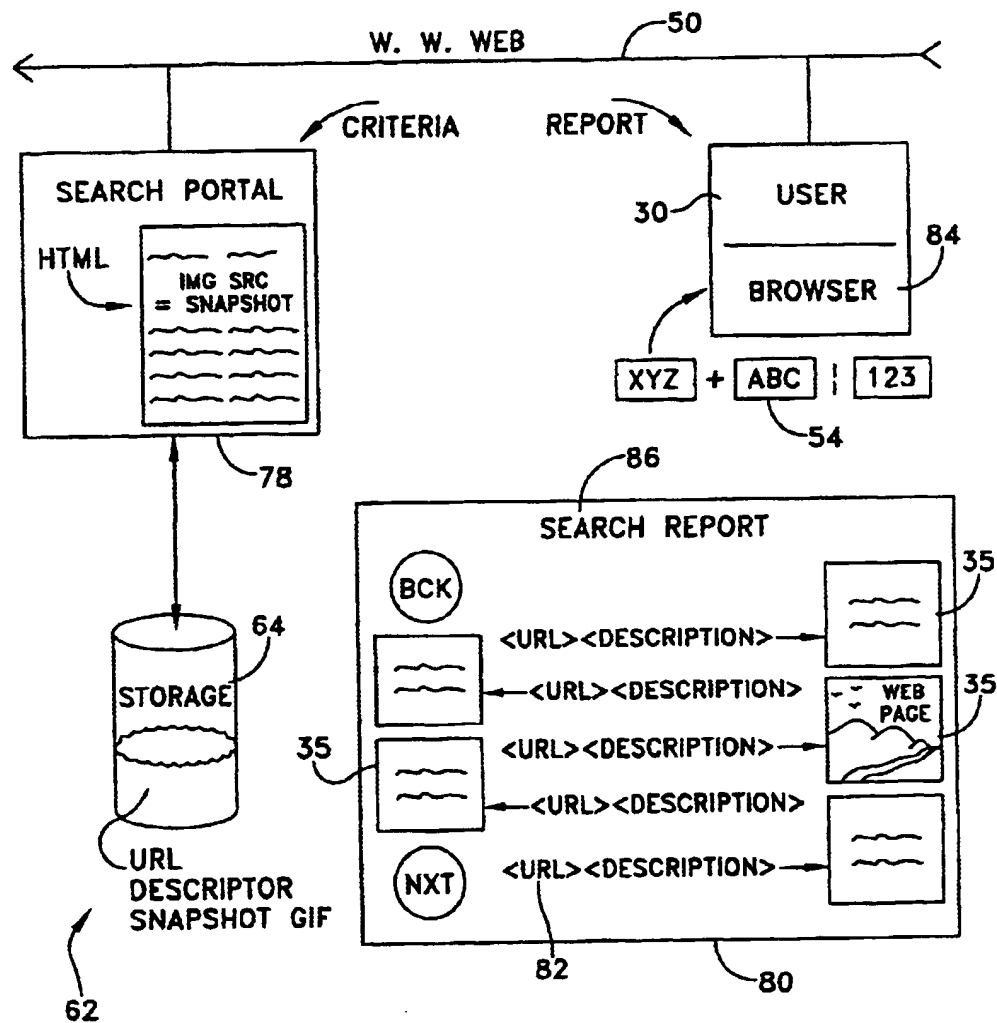 50
W. W. WEB
CRITERIA
REPORT
SEARCH PORTAL
HTML
IMG SRC
= SNAPSHOT
78
30
USER
84
BROWSER
XYZ + ABC ¦ 123
54
86
SEARCH REPORT
BCK
35
<URL><DESCRIPTION>
<URL><DESCRIPTION>
WEB
PAGE
35
<URL><DESCRIPTION>
35
<URL><DESCRIPTION>
NXT
<URL><DESCRIPTION>
82
80
64
STORAGE
URL
DESCRIPTOR
SNAPSHOT GIF
62